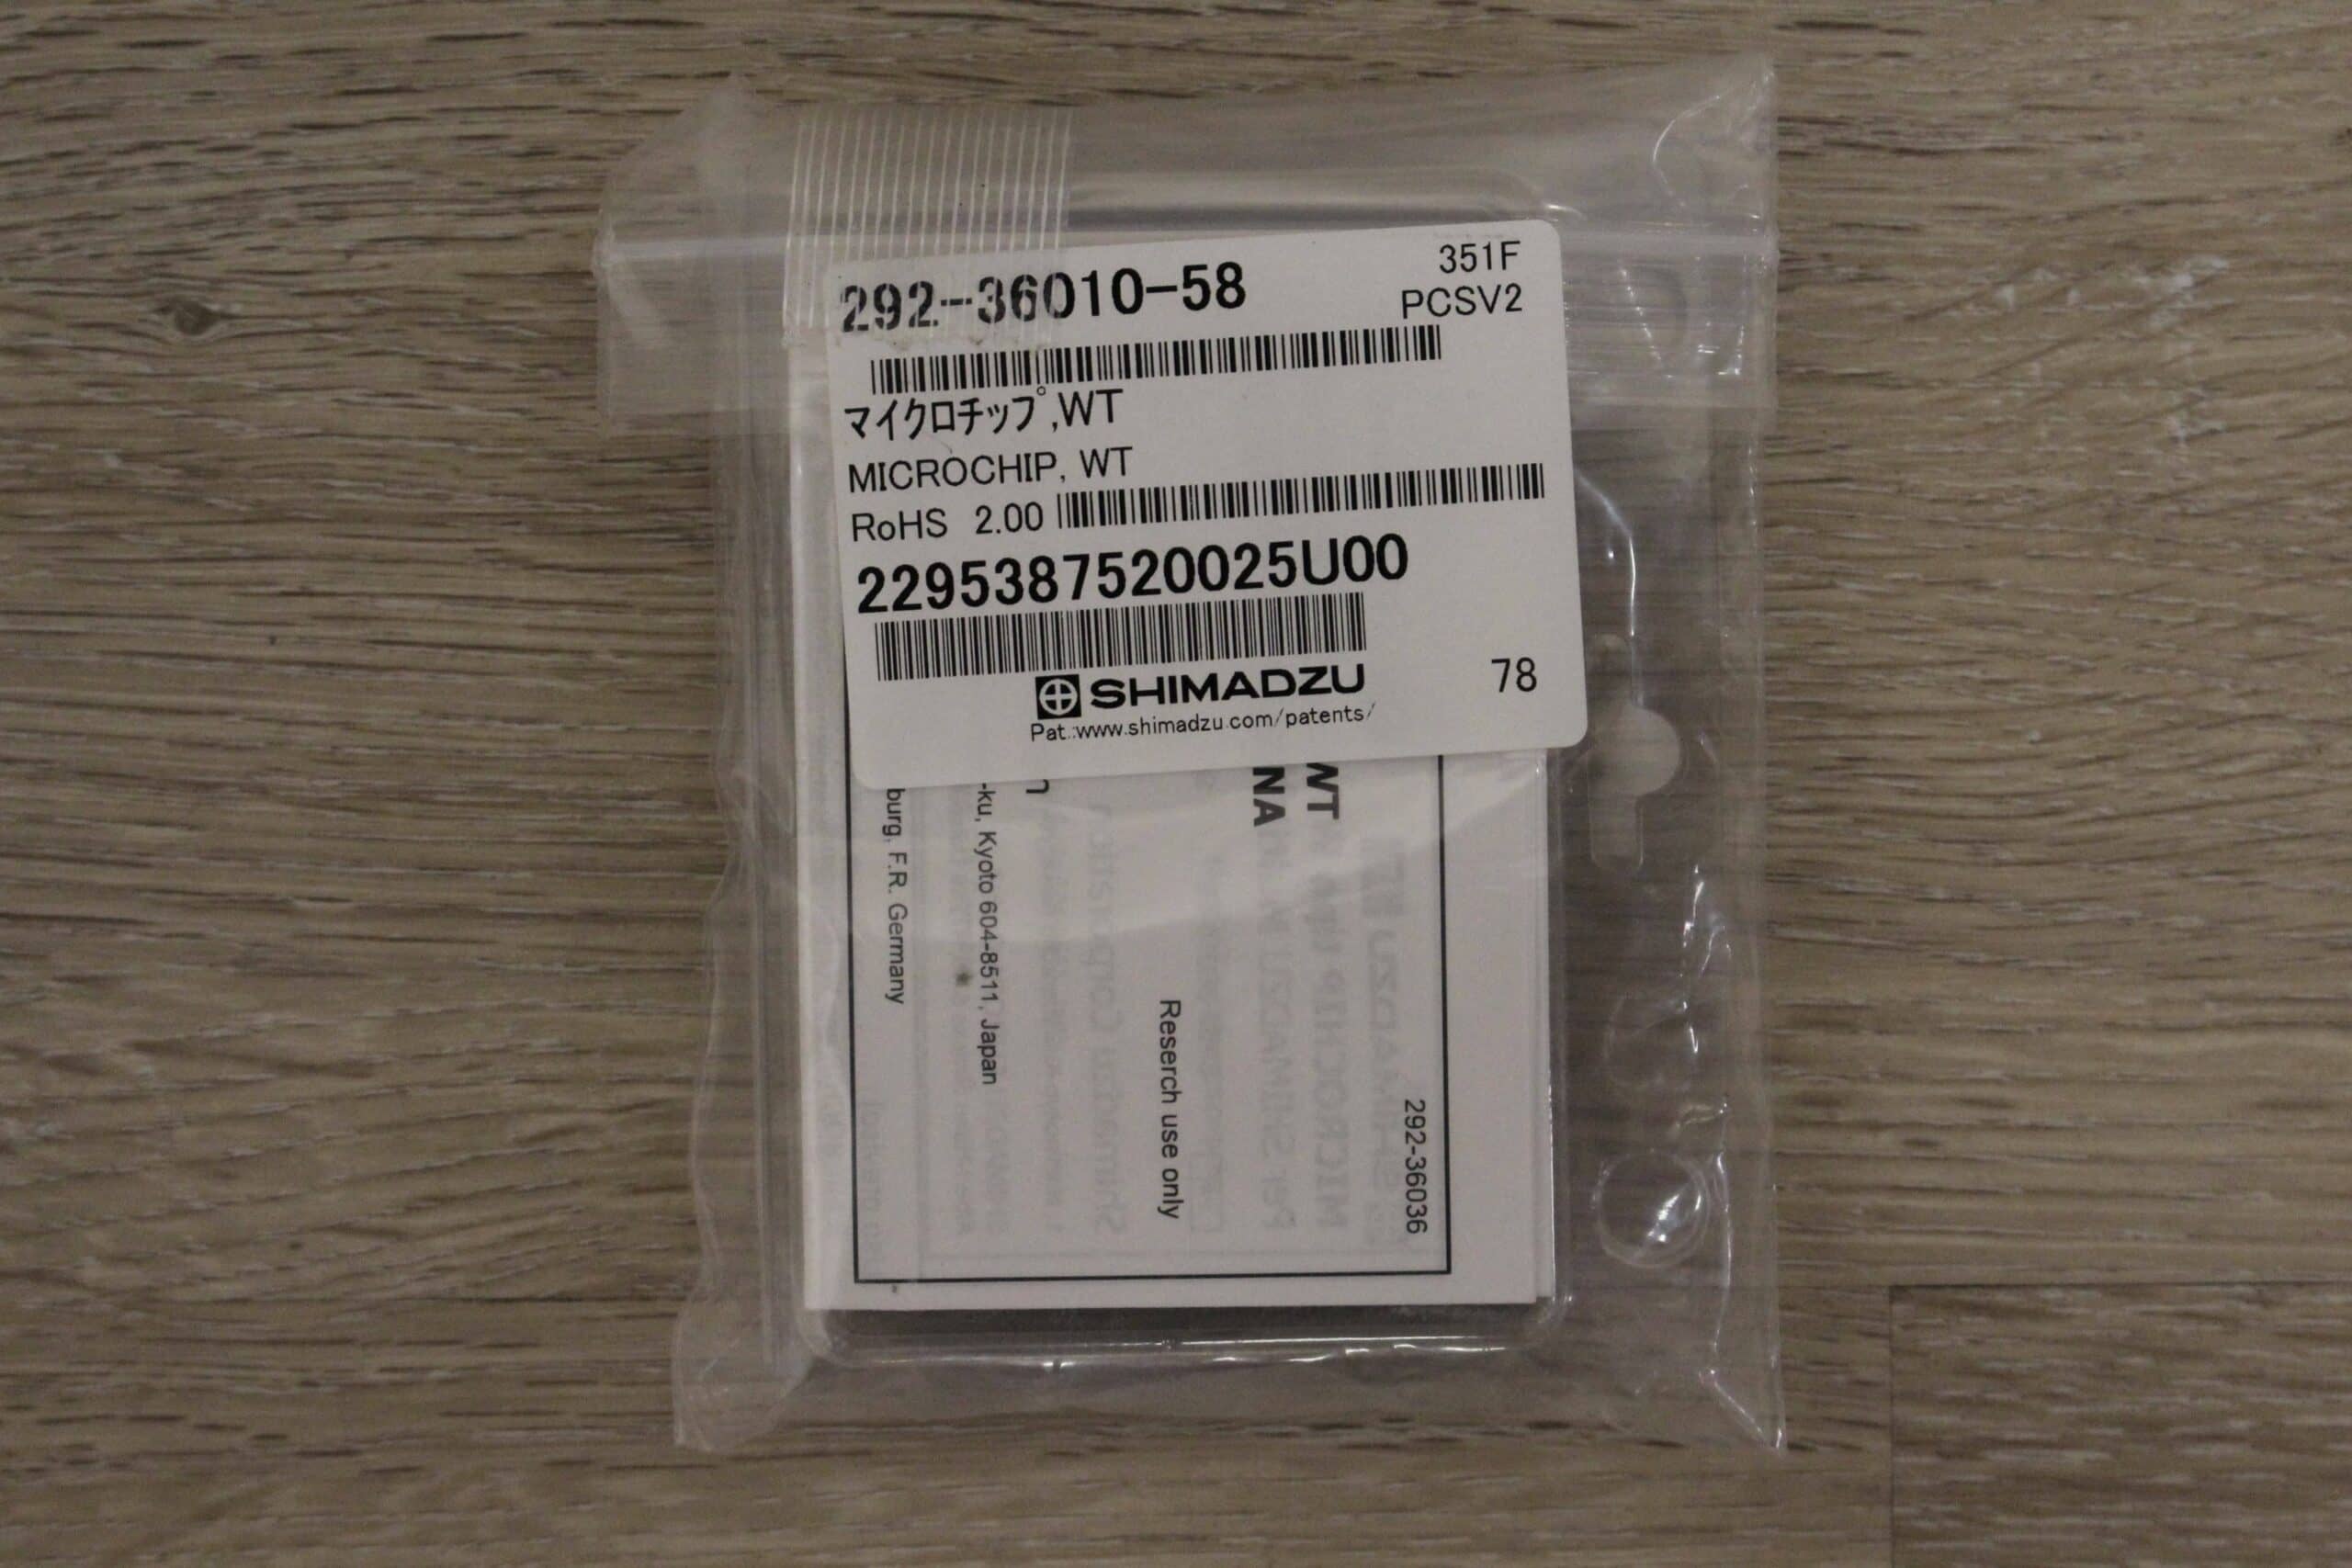 292-36010-58
351F
PCSV2
マイクロチップ,WT
MICROCHIP, WT
RoHS 2.00
2295387520025U00
SHIMADZU
78
Pat.:www.shimadzu.com/patents/
292-36036
WT
NA
Reserch use only
-ku, Kyoto 604-8511, Japan
burg, F.R. Germany